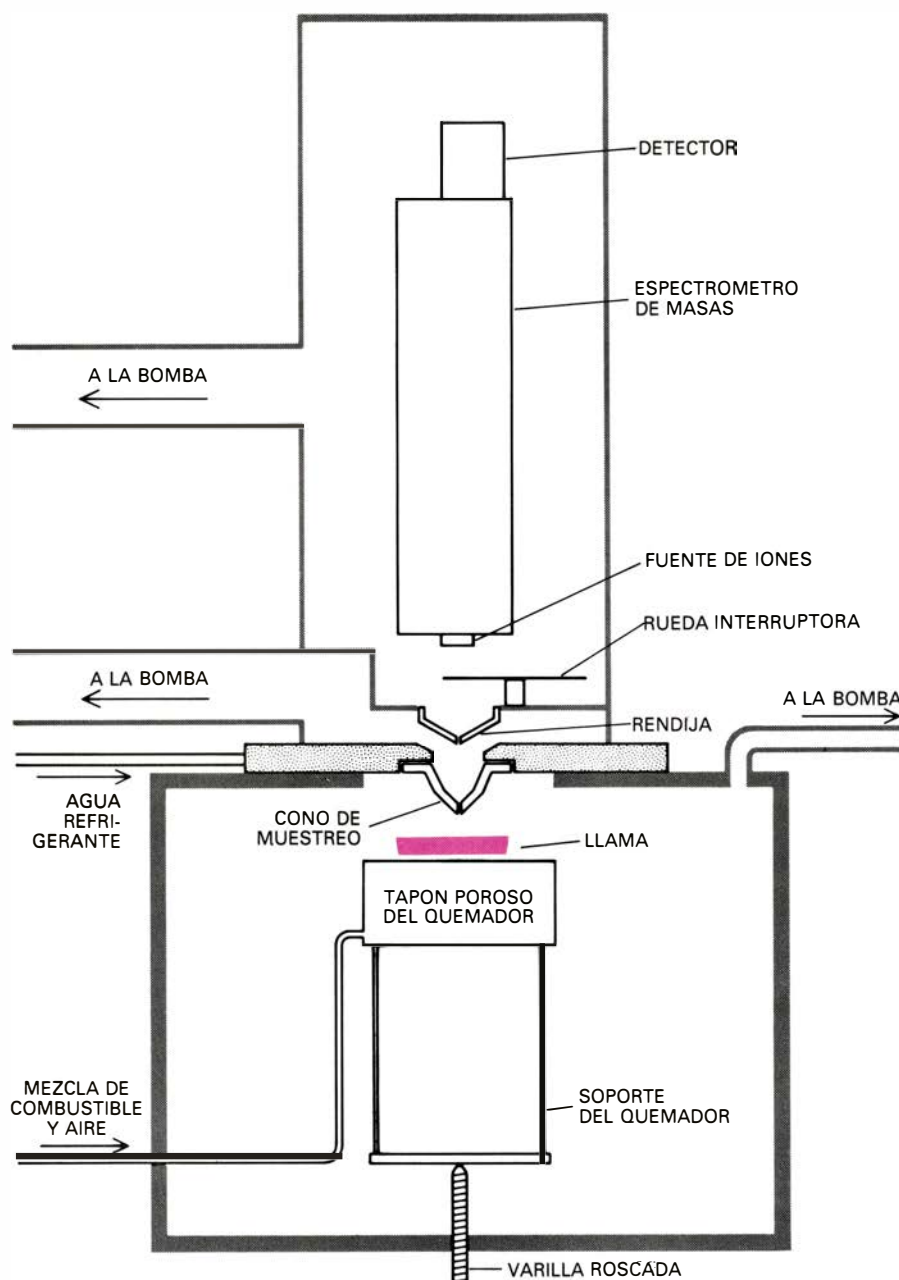 DETECTOR
ESPECTROMETRO
DE MASAS
A LA BOMBA
FUENTE DE IONES
RUEDA INTERRUPTORA
A LA BOMBA
A LA BOMBA
RENDIJA
AGUA
REFRI-
GERANTE
CONO DE
MUESTREO
LLAMA
TAPON POROSO
DEL QUEMADOR
MEZCLA DE
COMBUSTIBLE
Y AIRE
SOPORTE
DEL QUEMADOR
VARILLA ROSCADA